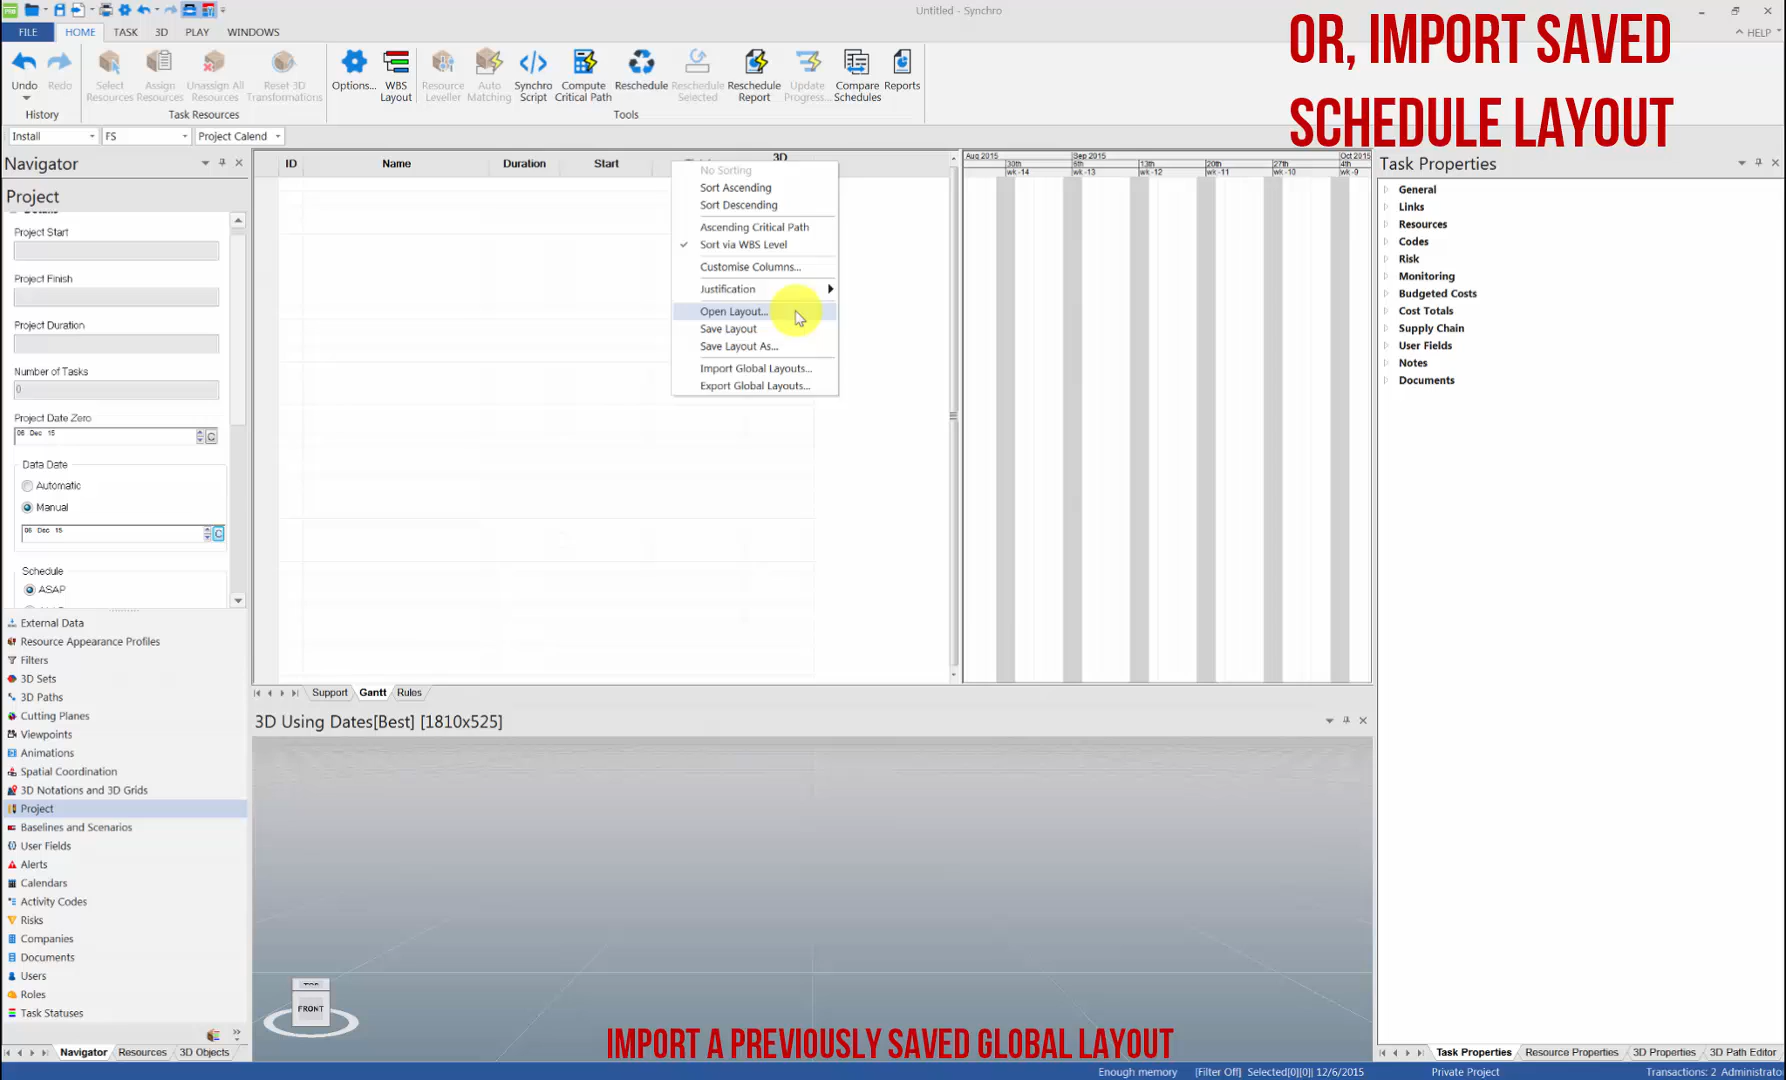 Untitled - Synchro
OR, IMPORT SAVED
SCHEDULE LAYOUT
FILE HOME TASK 3D PLAY WINDOWS HELP
Undo
Redo
History
Select Resources
Assign Resources
Unassign All Resources
Reset 3D Transformations
Task Resources
Options...
WBS Layout
Resource Leveller
Auto Matching
Synchro Script
Compute Critical Path
Reschedule
Reschedule Selected
Reschedule Report
Update Progress...
Compare Schedules
Reports
Tools
Install FS Project Calend
Navigator
Project
Project Start
Project Finish
Project Duration
Number of Tasks
0
Project Date Zero
06 Dec 15
C
Data Date
Automatic
Manual
06 Dec 15
C
Schedule
ASAP
External Data
Resource Appearance Profiles
Filters
3D Sets
3D Paths
Cutting Planes
Viewpoints
Animations
Spatial Coordination
3D Notations and 3D Grids
Project
Baselines and Scenarios
User Fields
Alerts
Calendars
Activity Codes
Risks
Companies
Documents
Users
Roles
Task Statuses
Navigator Resources 3D Objects
ID Name Duration Start 3D
No Sorting
Sort Ascending
Sort Descending
Ascending Critical Path
Sort via WBS Level
Customise Columns...
Justification
Open Layout...
Save Layout
Save Layout As...
Import Global Layouts...
Export Global Layouts...
Aug 2015 Sep 2015 Oct 2015
30th 6th 13th 20th 27th 4th
wk -14 wk -13 wk -12 wk -11 wk -10 wk -9
Support Gantt Rules
3D Using Dates[Best] [1810x525]
TOP
FRONT
IMPORT A PREVIOUSLY SAVED GLOBAL LAYOUT
Task Properties
General
Links
Resources
Codes
Risk
Monitoring
Budgeted Costs
Cost Totals
Supply Chain
User Fields
Notes
Documents
Task Properties Resource Properties 3D Properties 3D Path Editor
Enough memory [Filter Off] Selected[0][0] 12/6/2015 Private Project Transactions: 2 Administrato